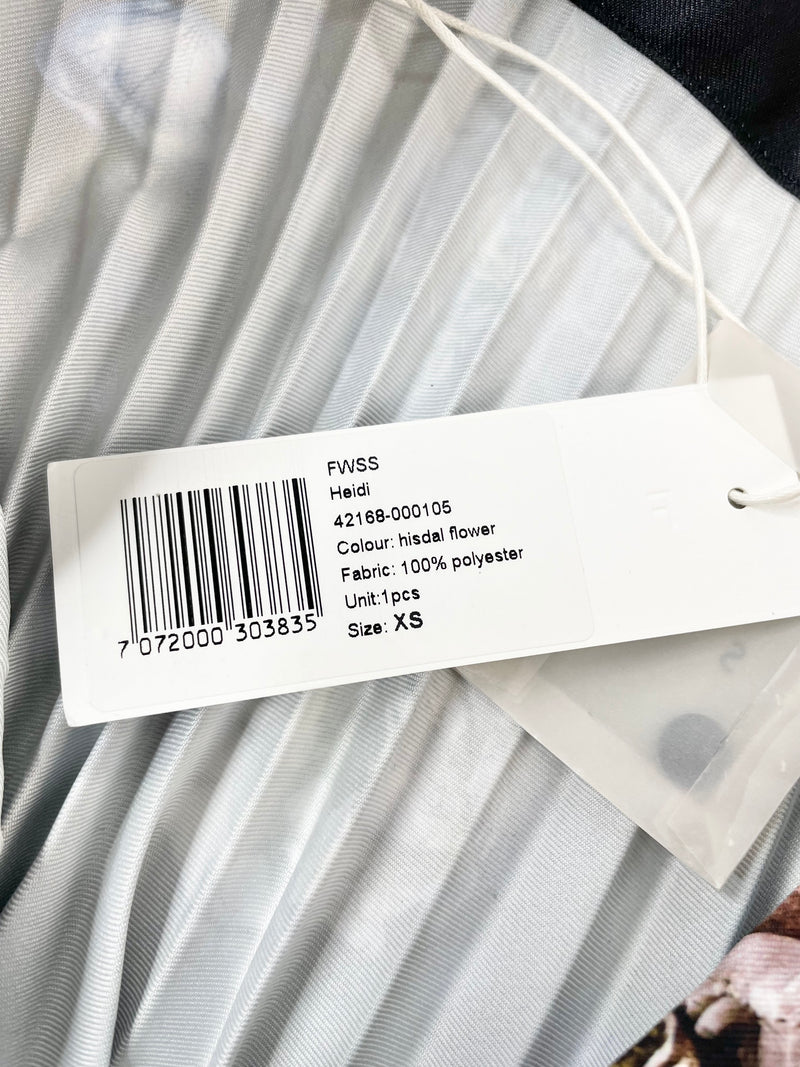 FWSS
Heidi
42168-000105
Colour: hisdal flower
Fabric: 100% polyester
Unit:1pcs
Size: XS
7 072000 303835